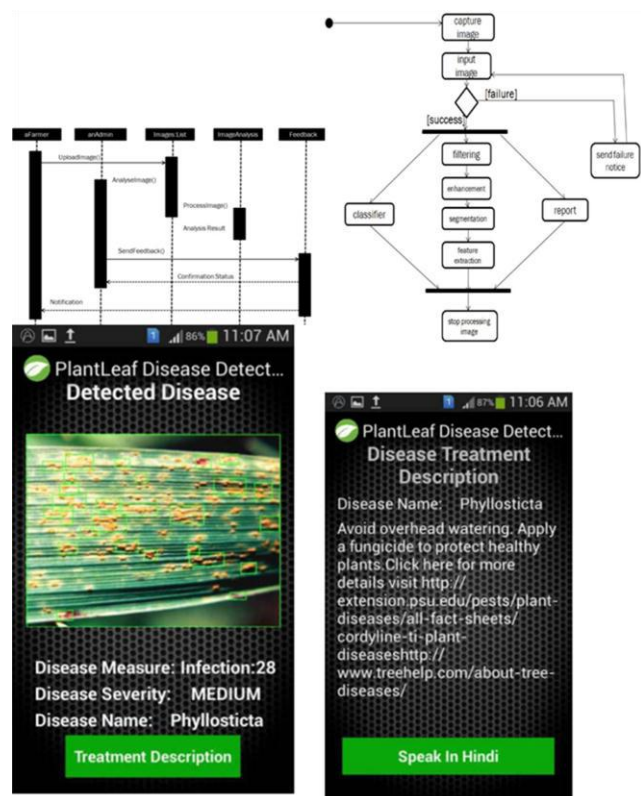 aFarmer
anAdmin
Images:List
ImageAnalysis
Feedback
UploadImage()
AnalyseImage()
ProcessImage()
Analysis Result
SendFeedback()
Confirmation Status
Notification
capture
image
input
image
[failure]
[success]
filtering
send failure
notice
enhancement
classifier
segmentation
report
feature
extraction
stop processing
image
1
86%
11:07 AM
PlantLeaf Disease Detect...
Detected Disease
Disease Measure: Infection:28
Disease Severity: MEDIUM
Disease Name: Phyllosticta
Treatment Description
1
87%
11:06 AM
PlantLeaf Disease Detect...
Disease Treatment
Description
Disease Name: Phyllosticta
Avoid overhead watering. Apply
a fungicide to protect healthy
plants.Click here for more
details visit http://
extension.psu.edu/pests/plant-
diseases/all-fact-sheets/
cordyline-ti-plant-
diseaseshttp://
www.treehelp.com/about-tree-
diseases/
Speak In Hindi